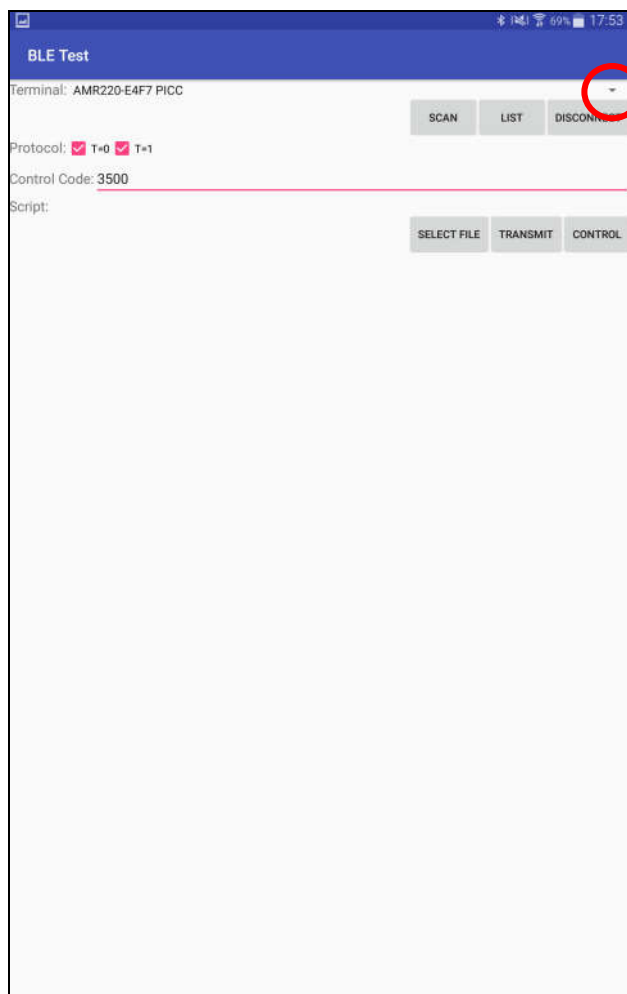 69% 17:53
BLE Test
Terminal: AMR220-E4F7 PICC
SCAN LIST DISCONNECT
Protocol: T=0 T=1
Control Code: 3500
Script:
SELECT FILE TRANSMIT CONTROL